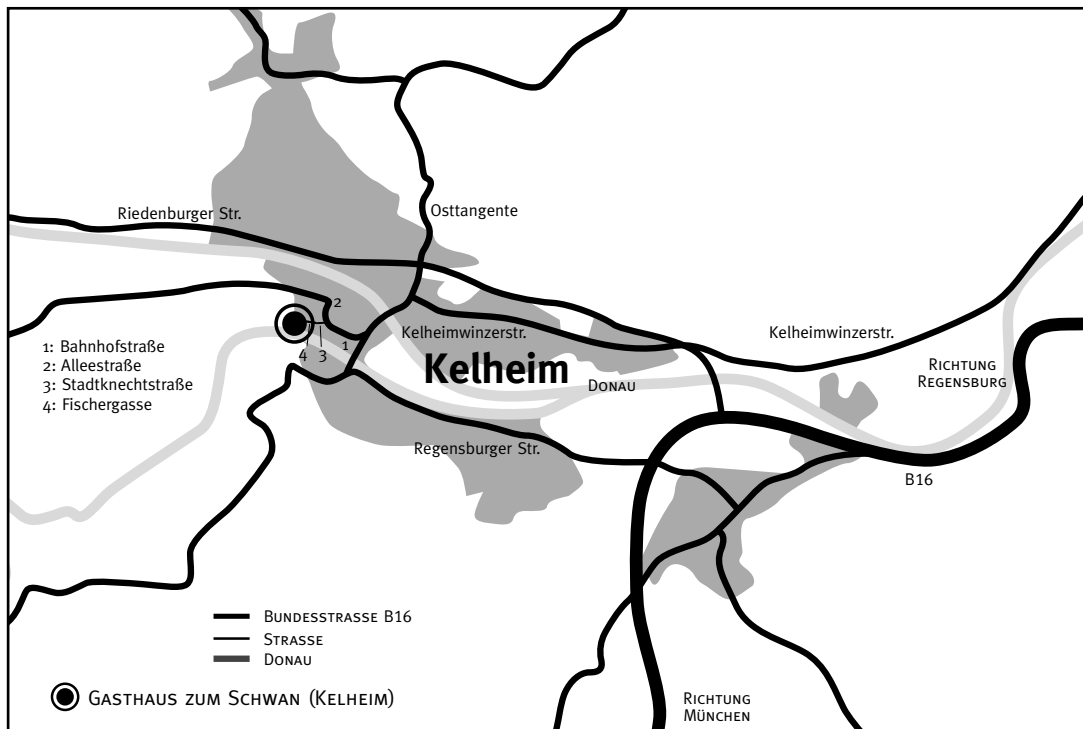 Riedenburger Str.
Osttangente
2
Kelheimwinzerstr.
Kelheimwinzerstr.
1
4
3
1: Bahnhofstraße
2: Alleestraße
3: Stadtknechtstraße
4: Fischergasse
Kelheim
Donau
Richtung
Regensburg
Regensburger Str.
B16
Bundesstrasse B16
Strasse
Donau
Gasthaus zum Schwan (Kelheim)
Richtung
München